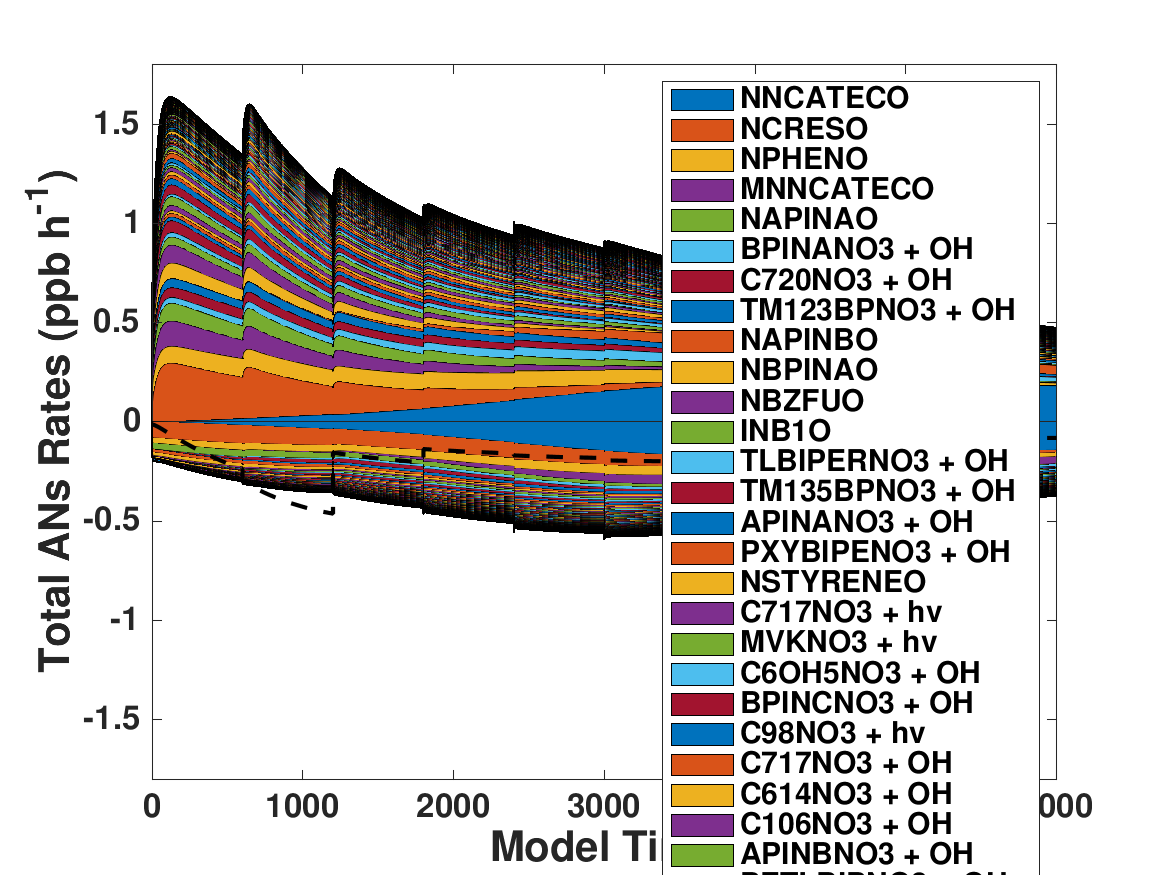 Total ANs Rates (ppb h-1)
1.5
1
0.5
0
-0.5
-1
-1.5
0
1000
2000
3000
000
Model Ti
NNCATECO
NCRESO
NPHENO
MNNCATECO
NAPINAO
BPINANO3 + OH
C720NO3 + OH
TM123BPNO3 + OH
NAPINBO
NBPINAO
NBZFUO
INB1O
TLBIPERNO3 + OH
TM135BPNO3 + OH
APINANO3 + OH
PXYBIPENO3 + OH
NSTYRENEO
C717NO3 + hv
MVKNO3 + hv
C6OH5NO3 + OH
BPINCNO3 + OH
C98NO3 + hv
C717NO3 + OH
C614NO3 + OH
C106NO3 + OH
APINBNO3 + OH